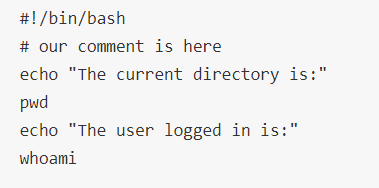 #!/bin/bash
# our comment is here
echo "The current directory is:"
pwd
echo "The user logged in is:"
whoami